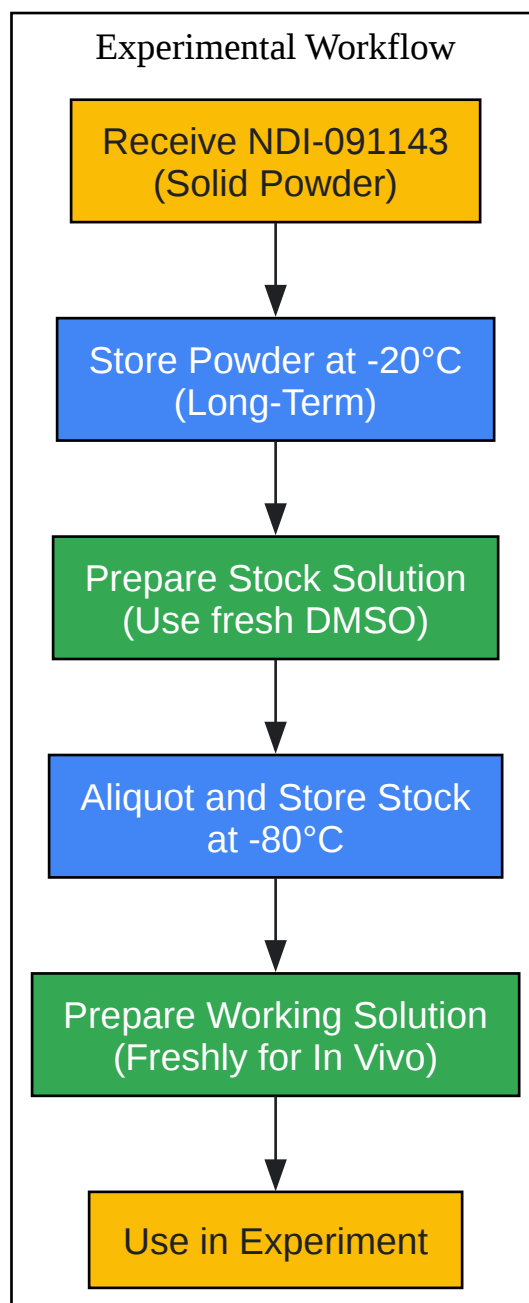 Experimental Workflow
Receive NDI-091143
(Solid Powder)
Store Powder at -20°C
(Long-Term)
Prepare Stock Solution
(Use fresh DMSO)
Aliquot and Store Stock
at -80°C
Prepare Working Solution
(Freshly for In Vivo)
Use in Experiment